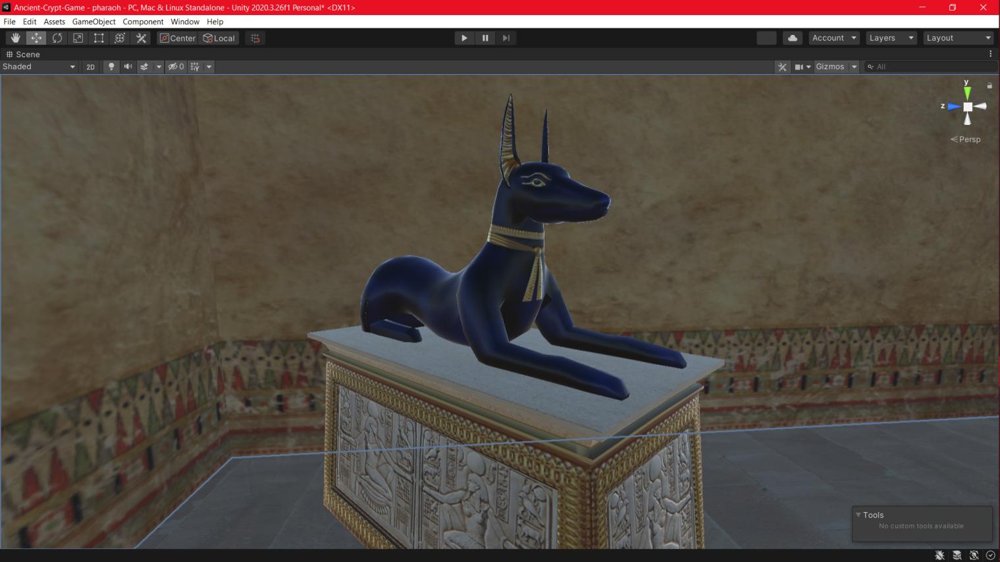 Ancient-Crypt-Game - pharaoh - PC, Mac & Linux Standalone - Unity 2020.3.26f1 Personal* <DX11>
File Edit Assets GameObject Component Window Help
Center Local Account Layers Layout
Scene
Shaded 2D 0 Gizmos All
y
z
Persp
Tools
No custom tools available